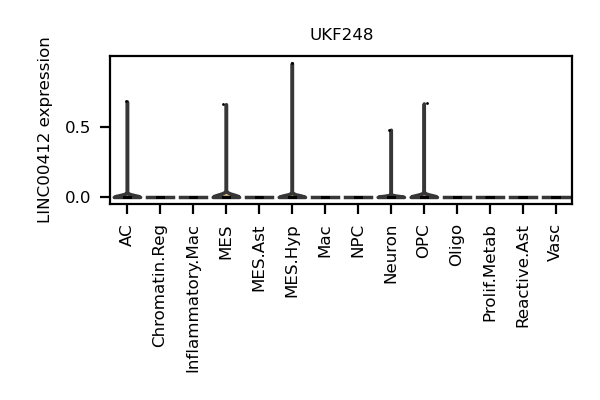 UKF248
LINC00412 expression
0.5
0.0
AC
Chromatin.Reg
Inflammatory.Mac
MES
MES.Ast
MES.Hyp
Mac
NPC
Neuron
OPC
Oligo
Prolif.Metab
Reactive.Ast
Vasc